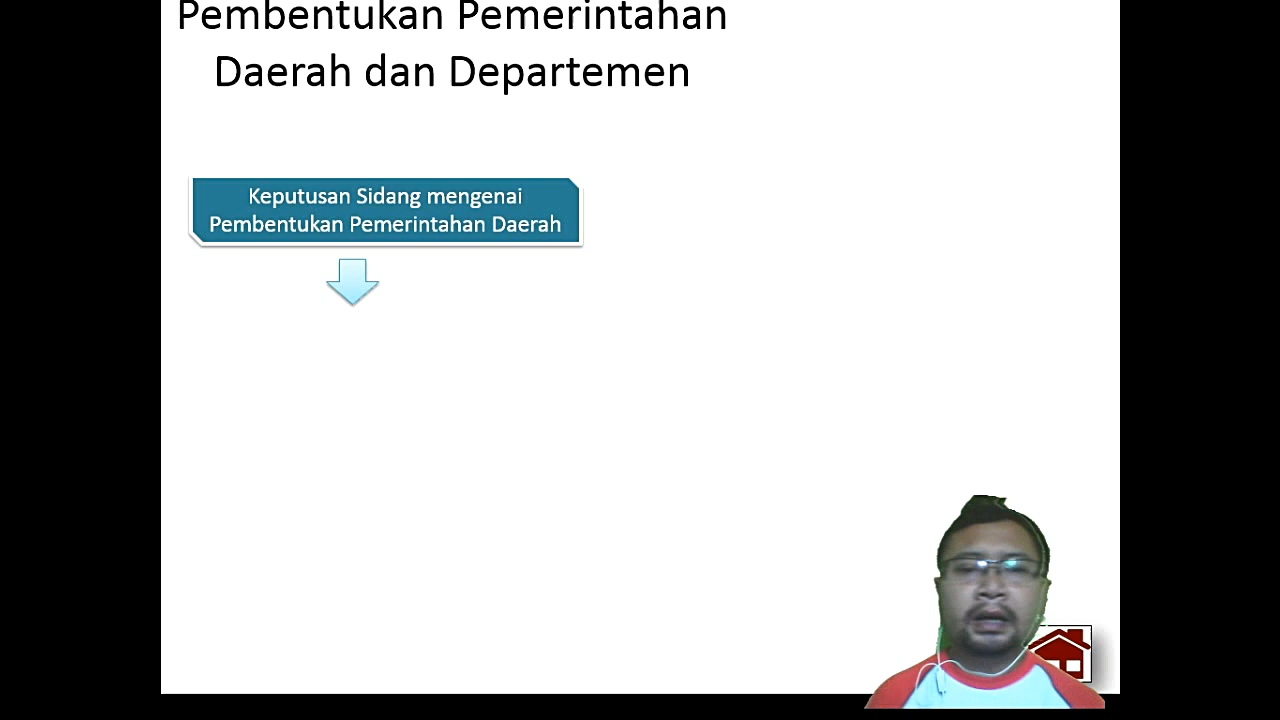 Pembentukan Pemerintahan
Daerah dan Departemen
Keputusan Sidang mengenai
Pembentukan Pemerintahan Daerah